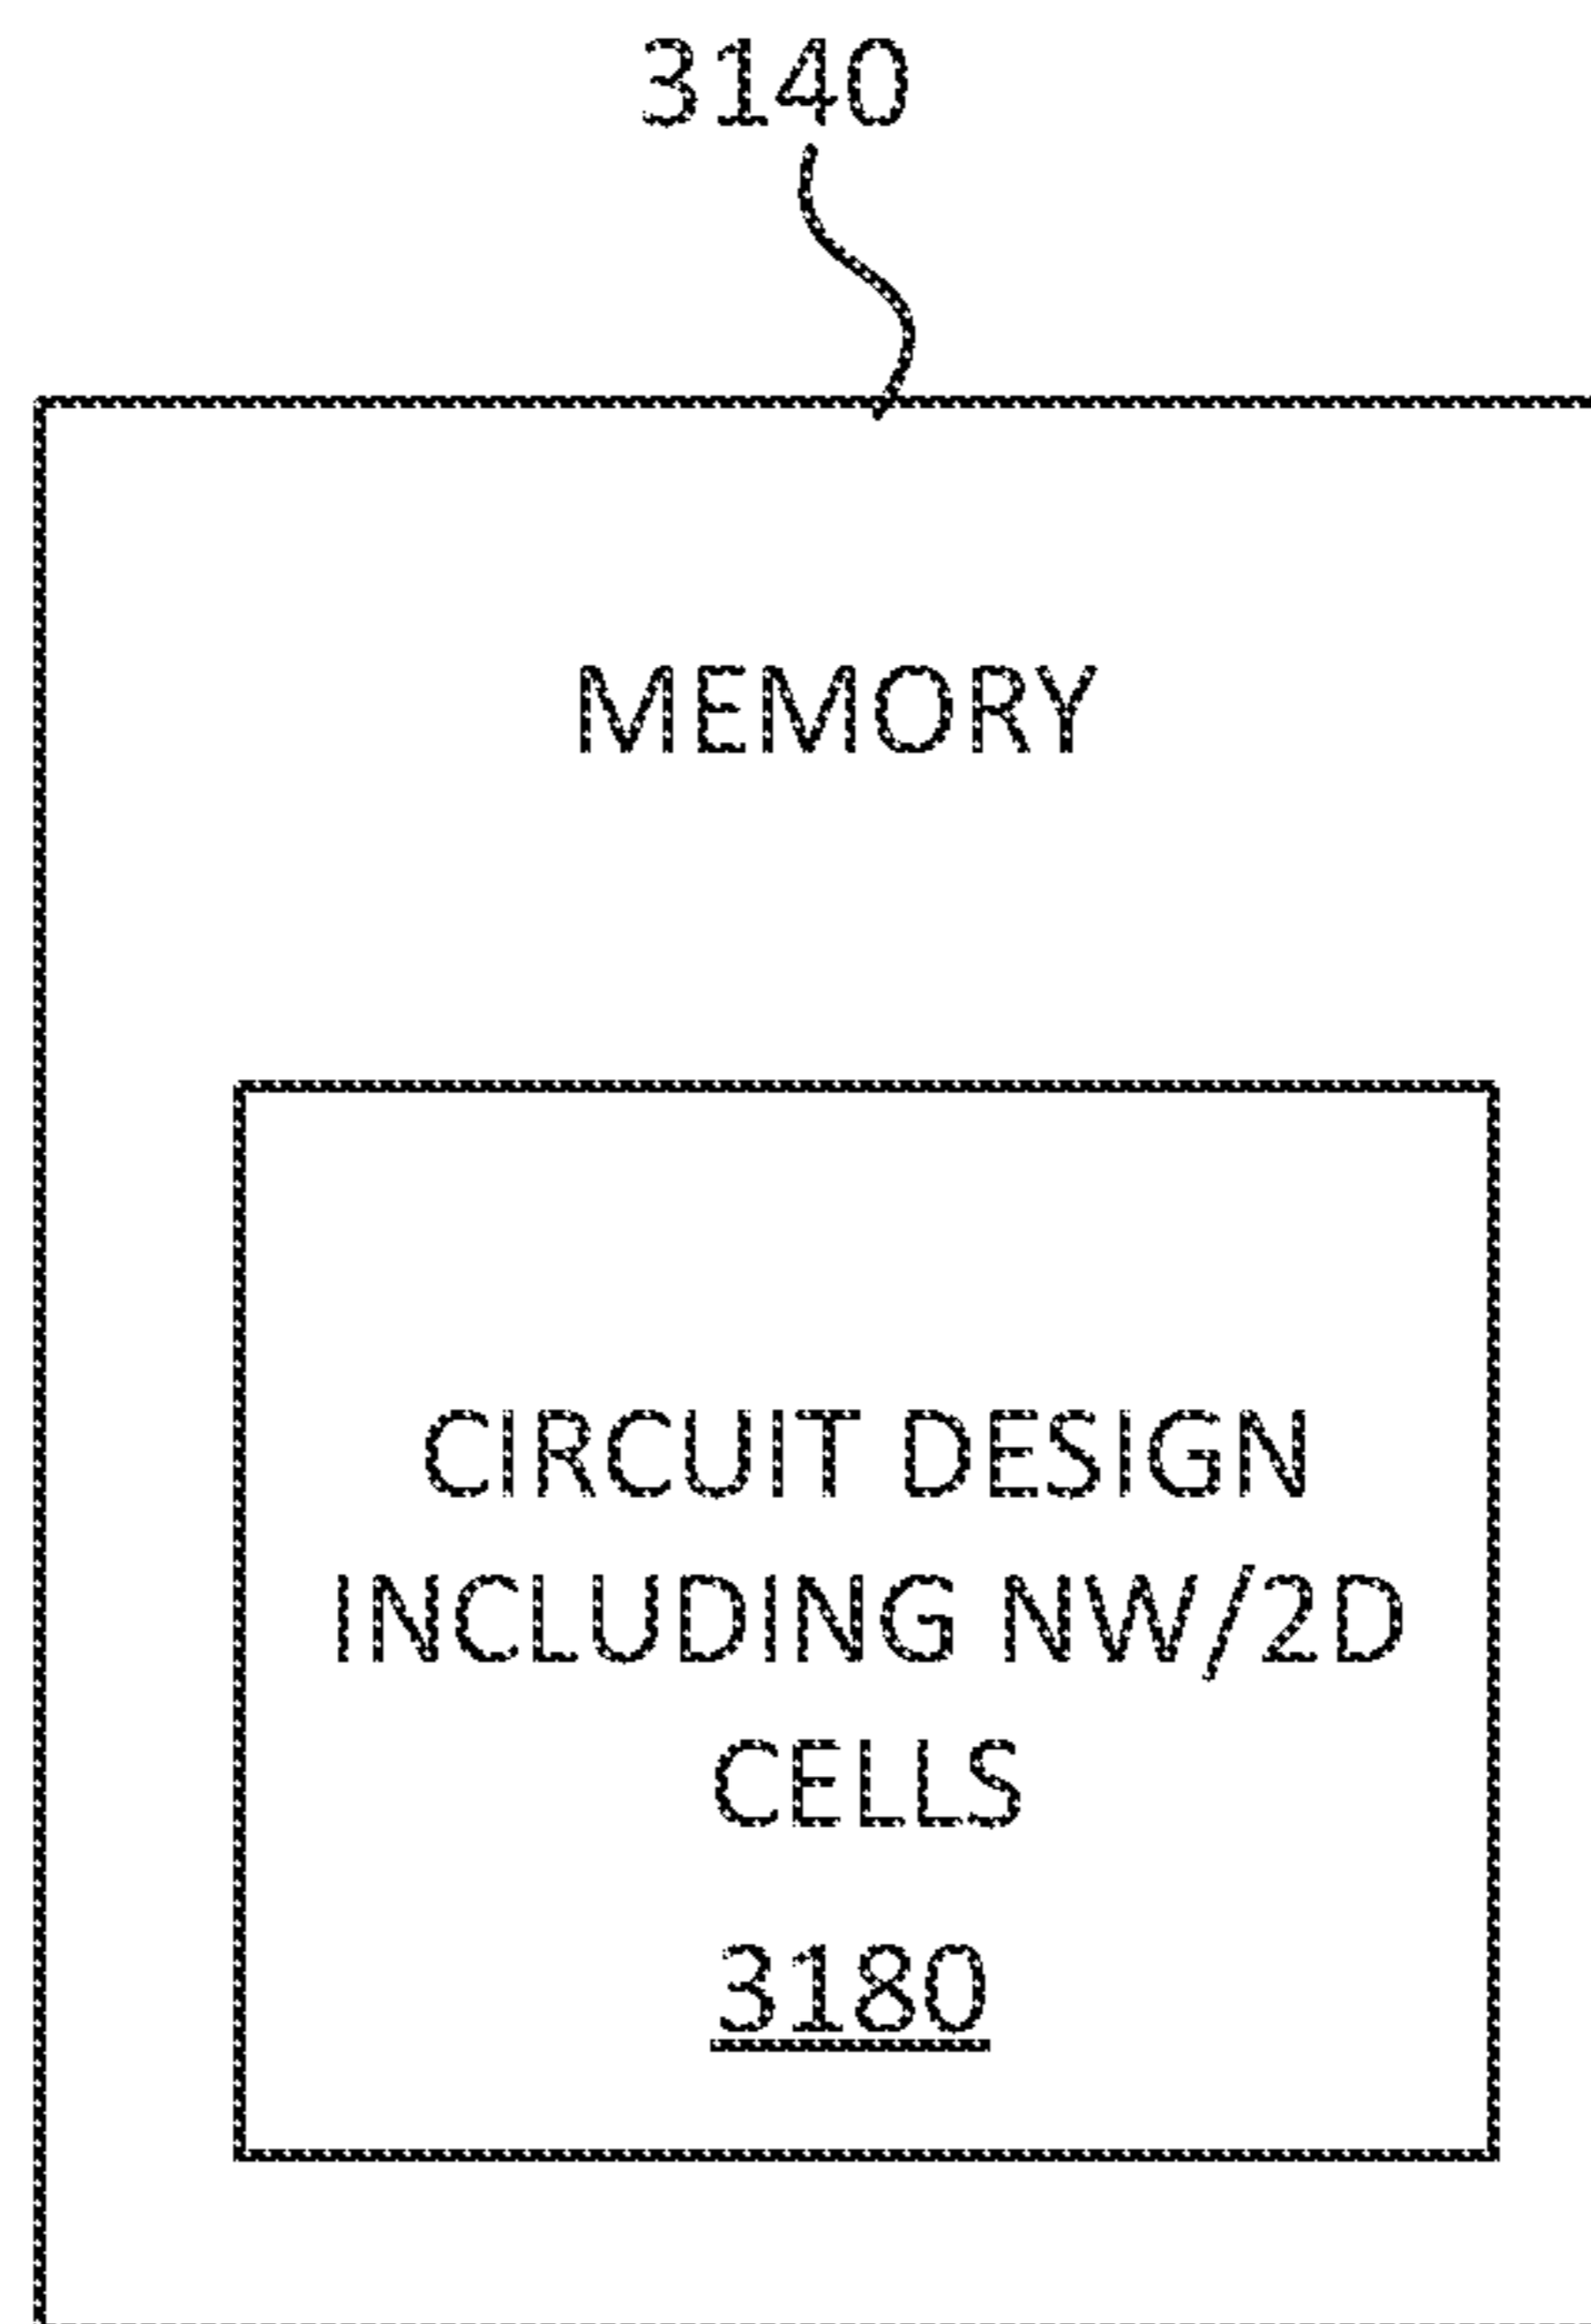 3140
MEMORY
CIRCUIT DESIGN
INCLUDING NW/2D
CELLS
3180